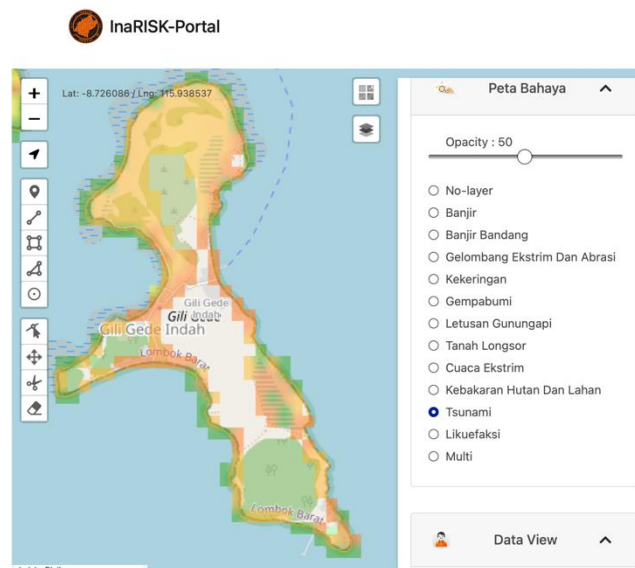 InaRISK-Portal
+
Lat: -8.726086 / Lng: 115.938537
−
Gili Gede
Indah
Gili Gede
Gili Gede Indah
Lombok Barat
Lombok Barat
Peta Bahaya
Opacity : 50
No-layer
Banjir
Banjir Bandang
Gelombang Ekstrim Dan Abrasi
Kekeringan
Gempabumi
Letusan Gunungapi
Tanah Longsor
Cuaca Ekstrim
Kebakaran Hutan Dan Lahan
Tsunami
Likuefaksi
Multi
Data View